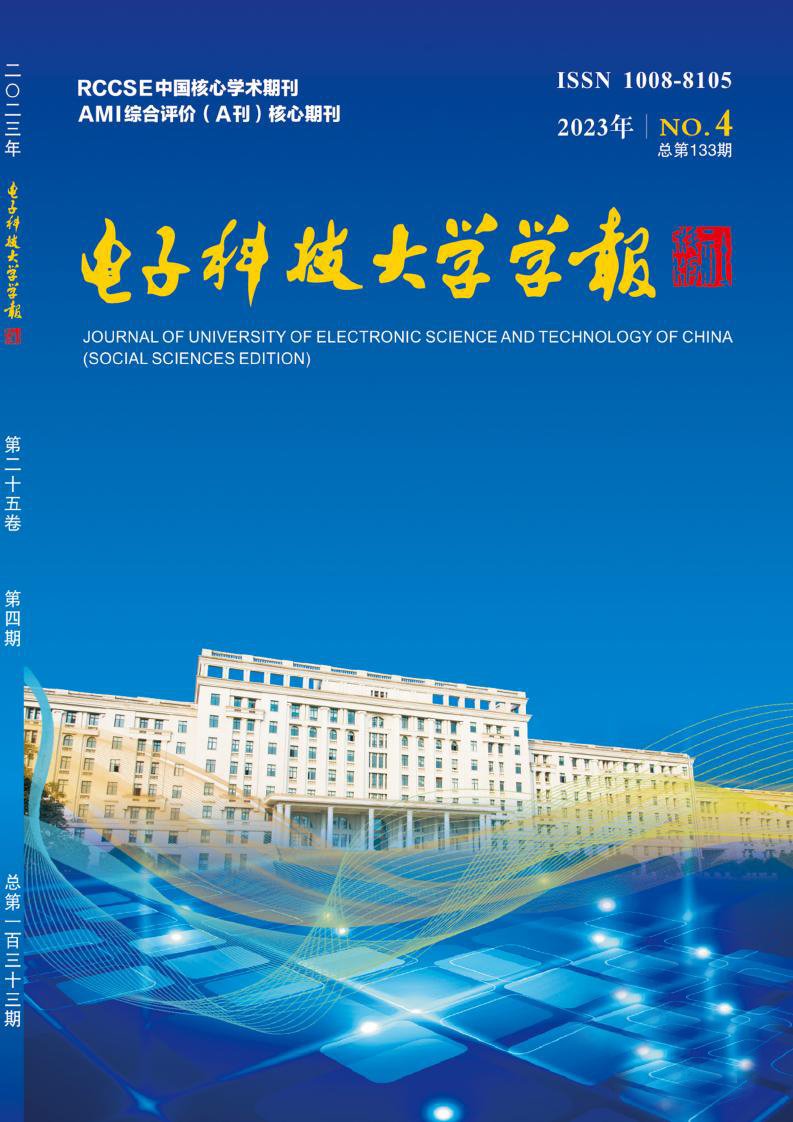 RCCSE中国核心学术期刊
AMI综合评价（A刊）核心期刊
ISSN 1008-8105
2023年 | NO. 4
总第133期
电子科技大学学报
JOURNAL OF UNIVERSITY OF ELECTRONIC SCIENCE AND TECHNOLOGY OF CHINA
(SOCIAL SCIENCES EDITION)
二〇二三年
电子科技大学学报
第二十五卷
第四期
总第一百三十三期